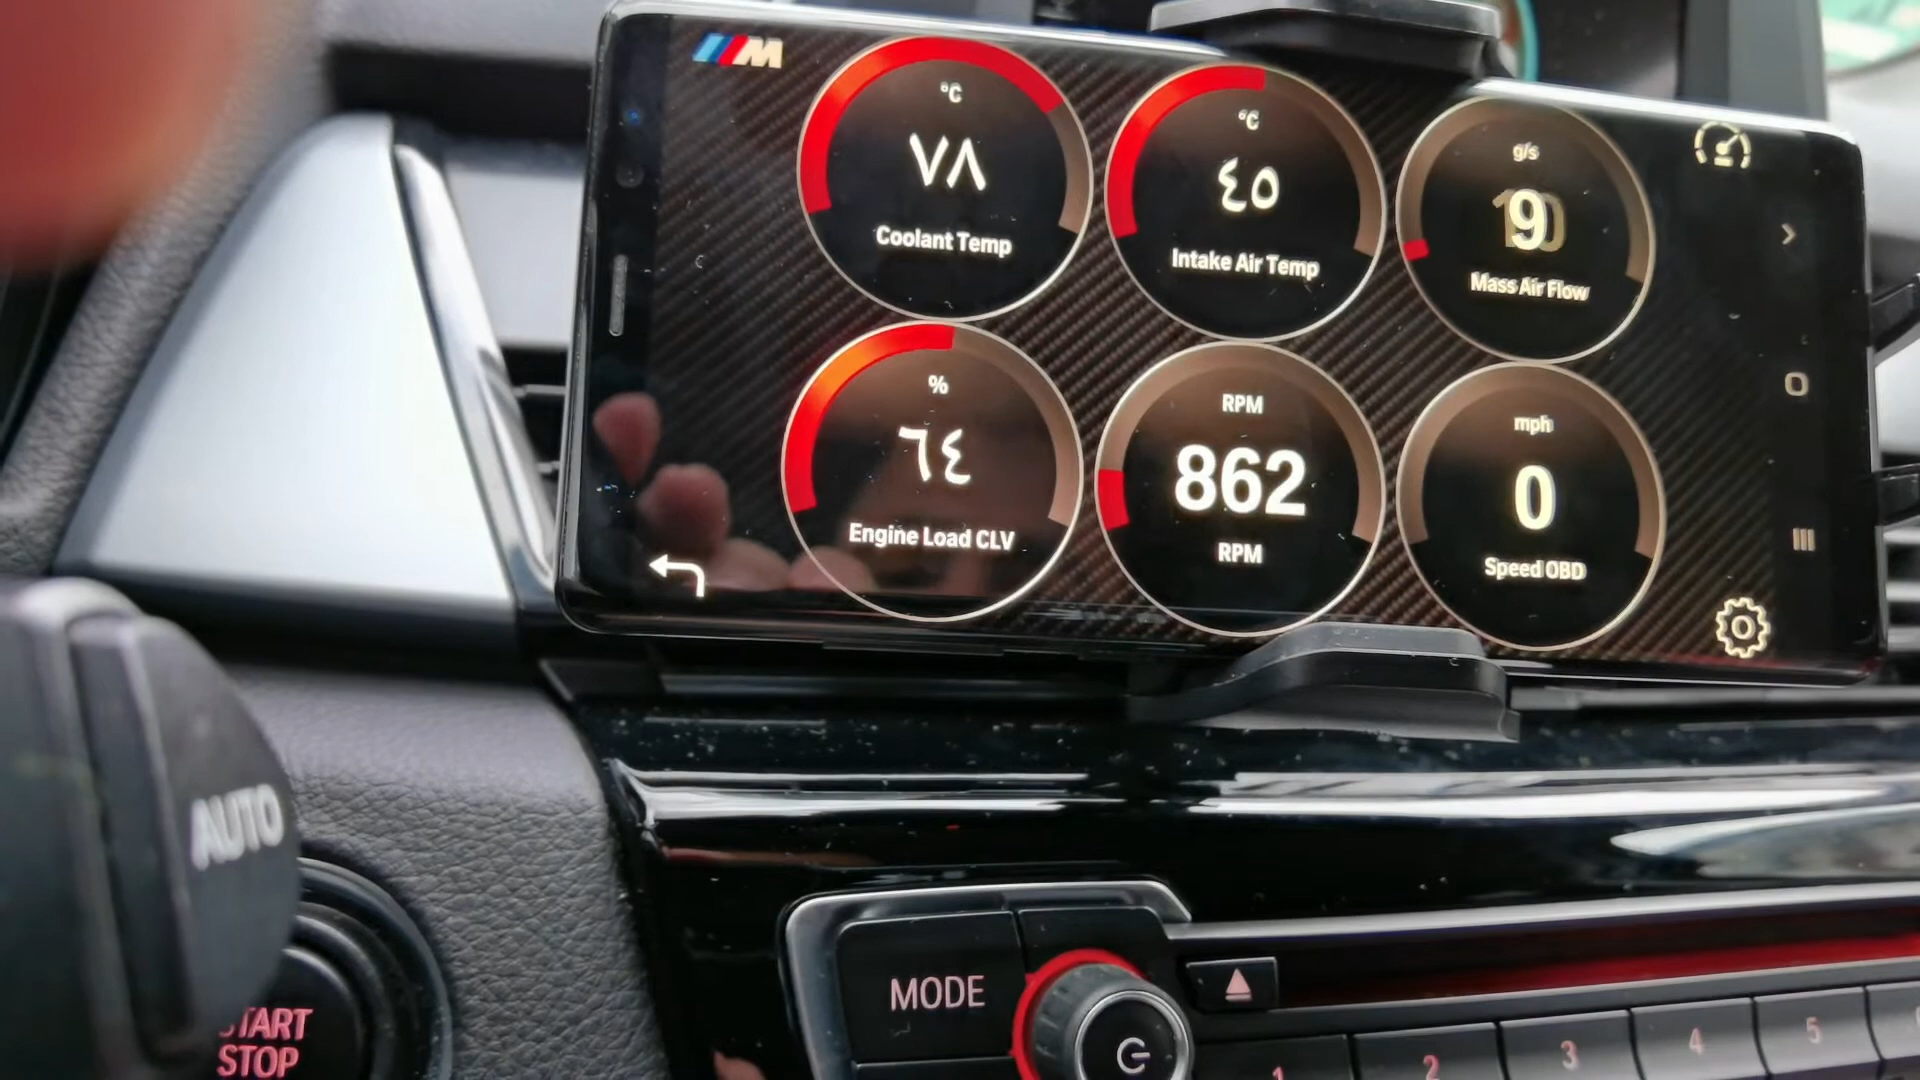 M
°C
٧٨
Coolant Temp
°C
٤٥
Intake Air Temp
g/s
Mass Air Flow
%
٦٤
Engine Load CLV
RPM
862
RPM
mph
0
Speed OBD
AUTO
START
STOP
MODE
1
2
3
4
5